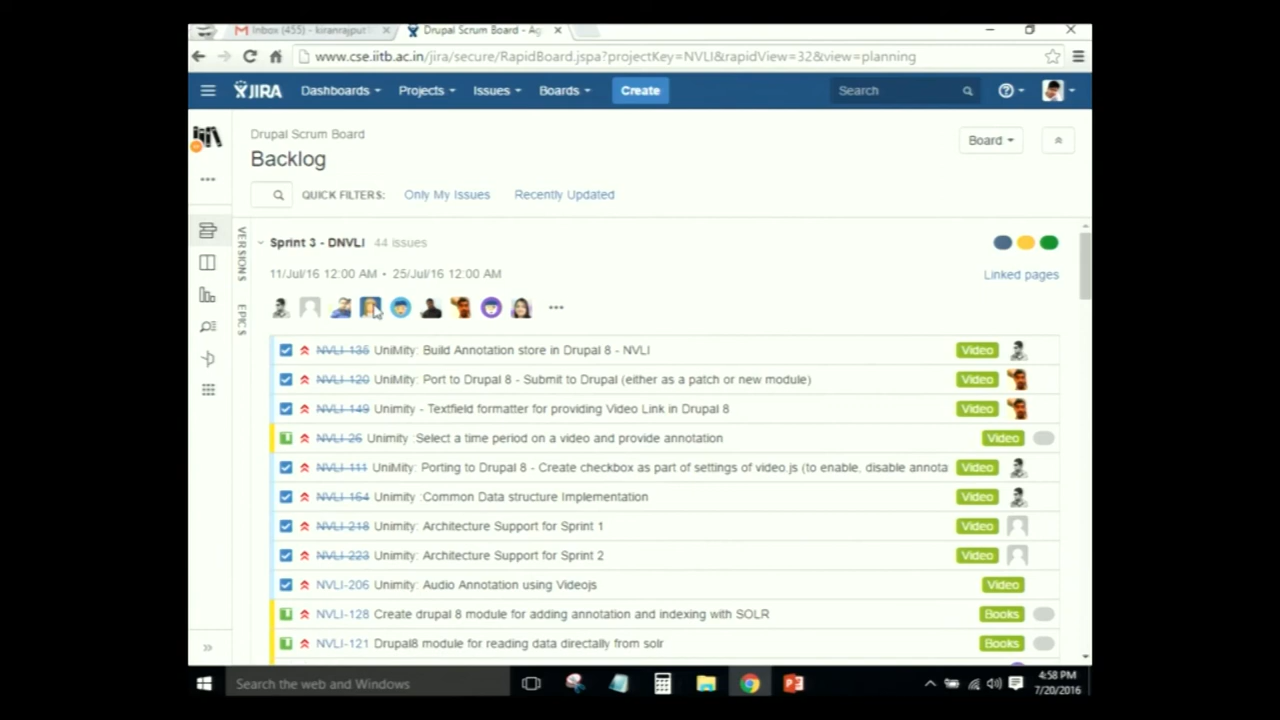 Inbox (455) - kiranrajput
Drupal Scrum Board - Ag
www.cse.iitb.ac.in/jira/secure/RapidBoard.jspa?projectKey=NVLI&rapidView=32&view=planning
JIRA Dashboards Projects Issues Boards Create Search
Drupal Scrum Board
Board
Backlog
QUICK FILTERS: Only My Issues Recently Updated
VERSIONS
EPICS
Sprint 3 - DNVLI 44 issues
11/Jul/16 12:00 AM • 25/Jul/16 12:00 AM
Linked pages
NVLI-135 UniMity: Build Annotation store in Drupal 8 - NVLI Video
NVLI-120 UniMity: Port to Drupal 8 - Submit to Drupal (either as a patch or new module) Video
NVLI-149 Unimity - Textfield formatter for providing Video Link in Drupal 8 Video
NVLI-26 Unimity :Select a time period on a video and provide annotation Video
NVLI-111 UniMity: Porting to Drupal 8 - Create checkbox as part of settings of video.js (to enable, disable annota Video
NVLI-164 Unimity :Common Data structure Implementation Video
NVLI-218 Unimity: Architecture Support for Sprint 1 Video
NVLI-223 Unimity: Architecture Support for Sprint 2 Video
NVLI-206 Unimity: Audio Annotation using Videojs Video
NVLI-128 Create drupal 8 module for adding annotation and indexing with SOLR Books
NVLI-121 Drupal8 module for reading data directally from solr Books
Search the web and Windows
4:58 PM
7/20/2016